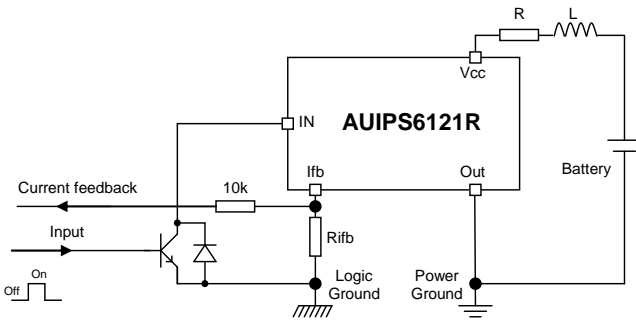 R
L
Vcc
IN
AUIPS6121R
Ifb
Out
Battery
Current feedback
10k
Input
Rifb
On
Off
Logic
Ground
Power
Ground